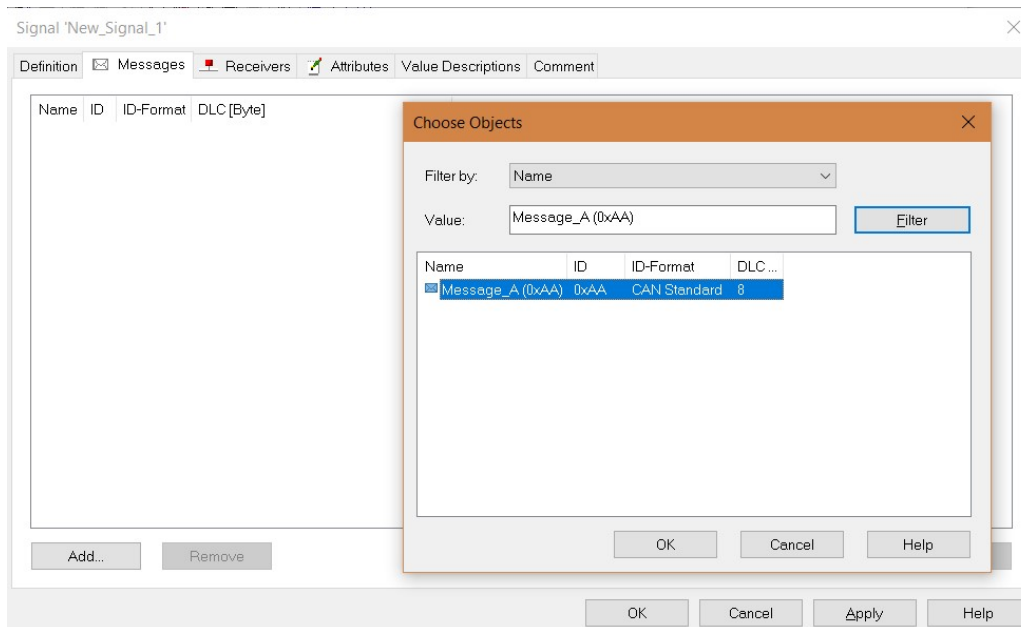 Signal 'New_Signal_1'
Definition Messages Receivers Attributes Value Descriptions Comment
Name ID ID-Format DLC [Byte]
Choose Objects
Filter by: Name
Value: Message_A (0xAA) Filter
Name ID ID-Format DLC ...
Message_A (0xAA) 0xAA CAN Standard 8
OK Cancel Help
Add... Remove
OK Cancel Apply Help